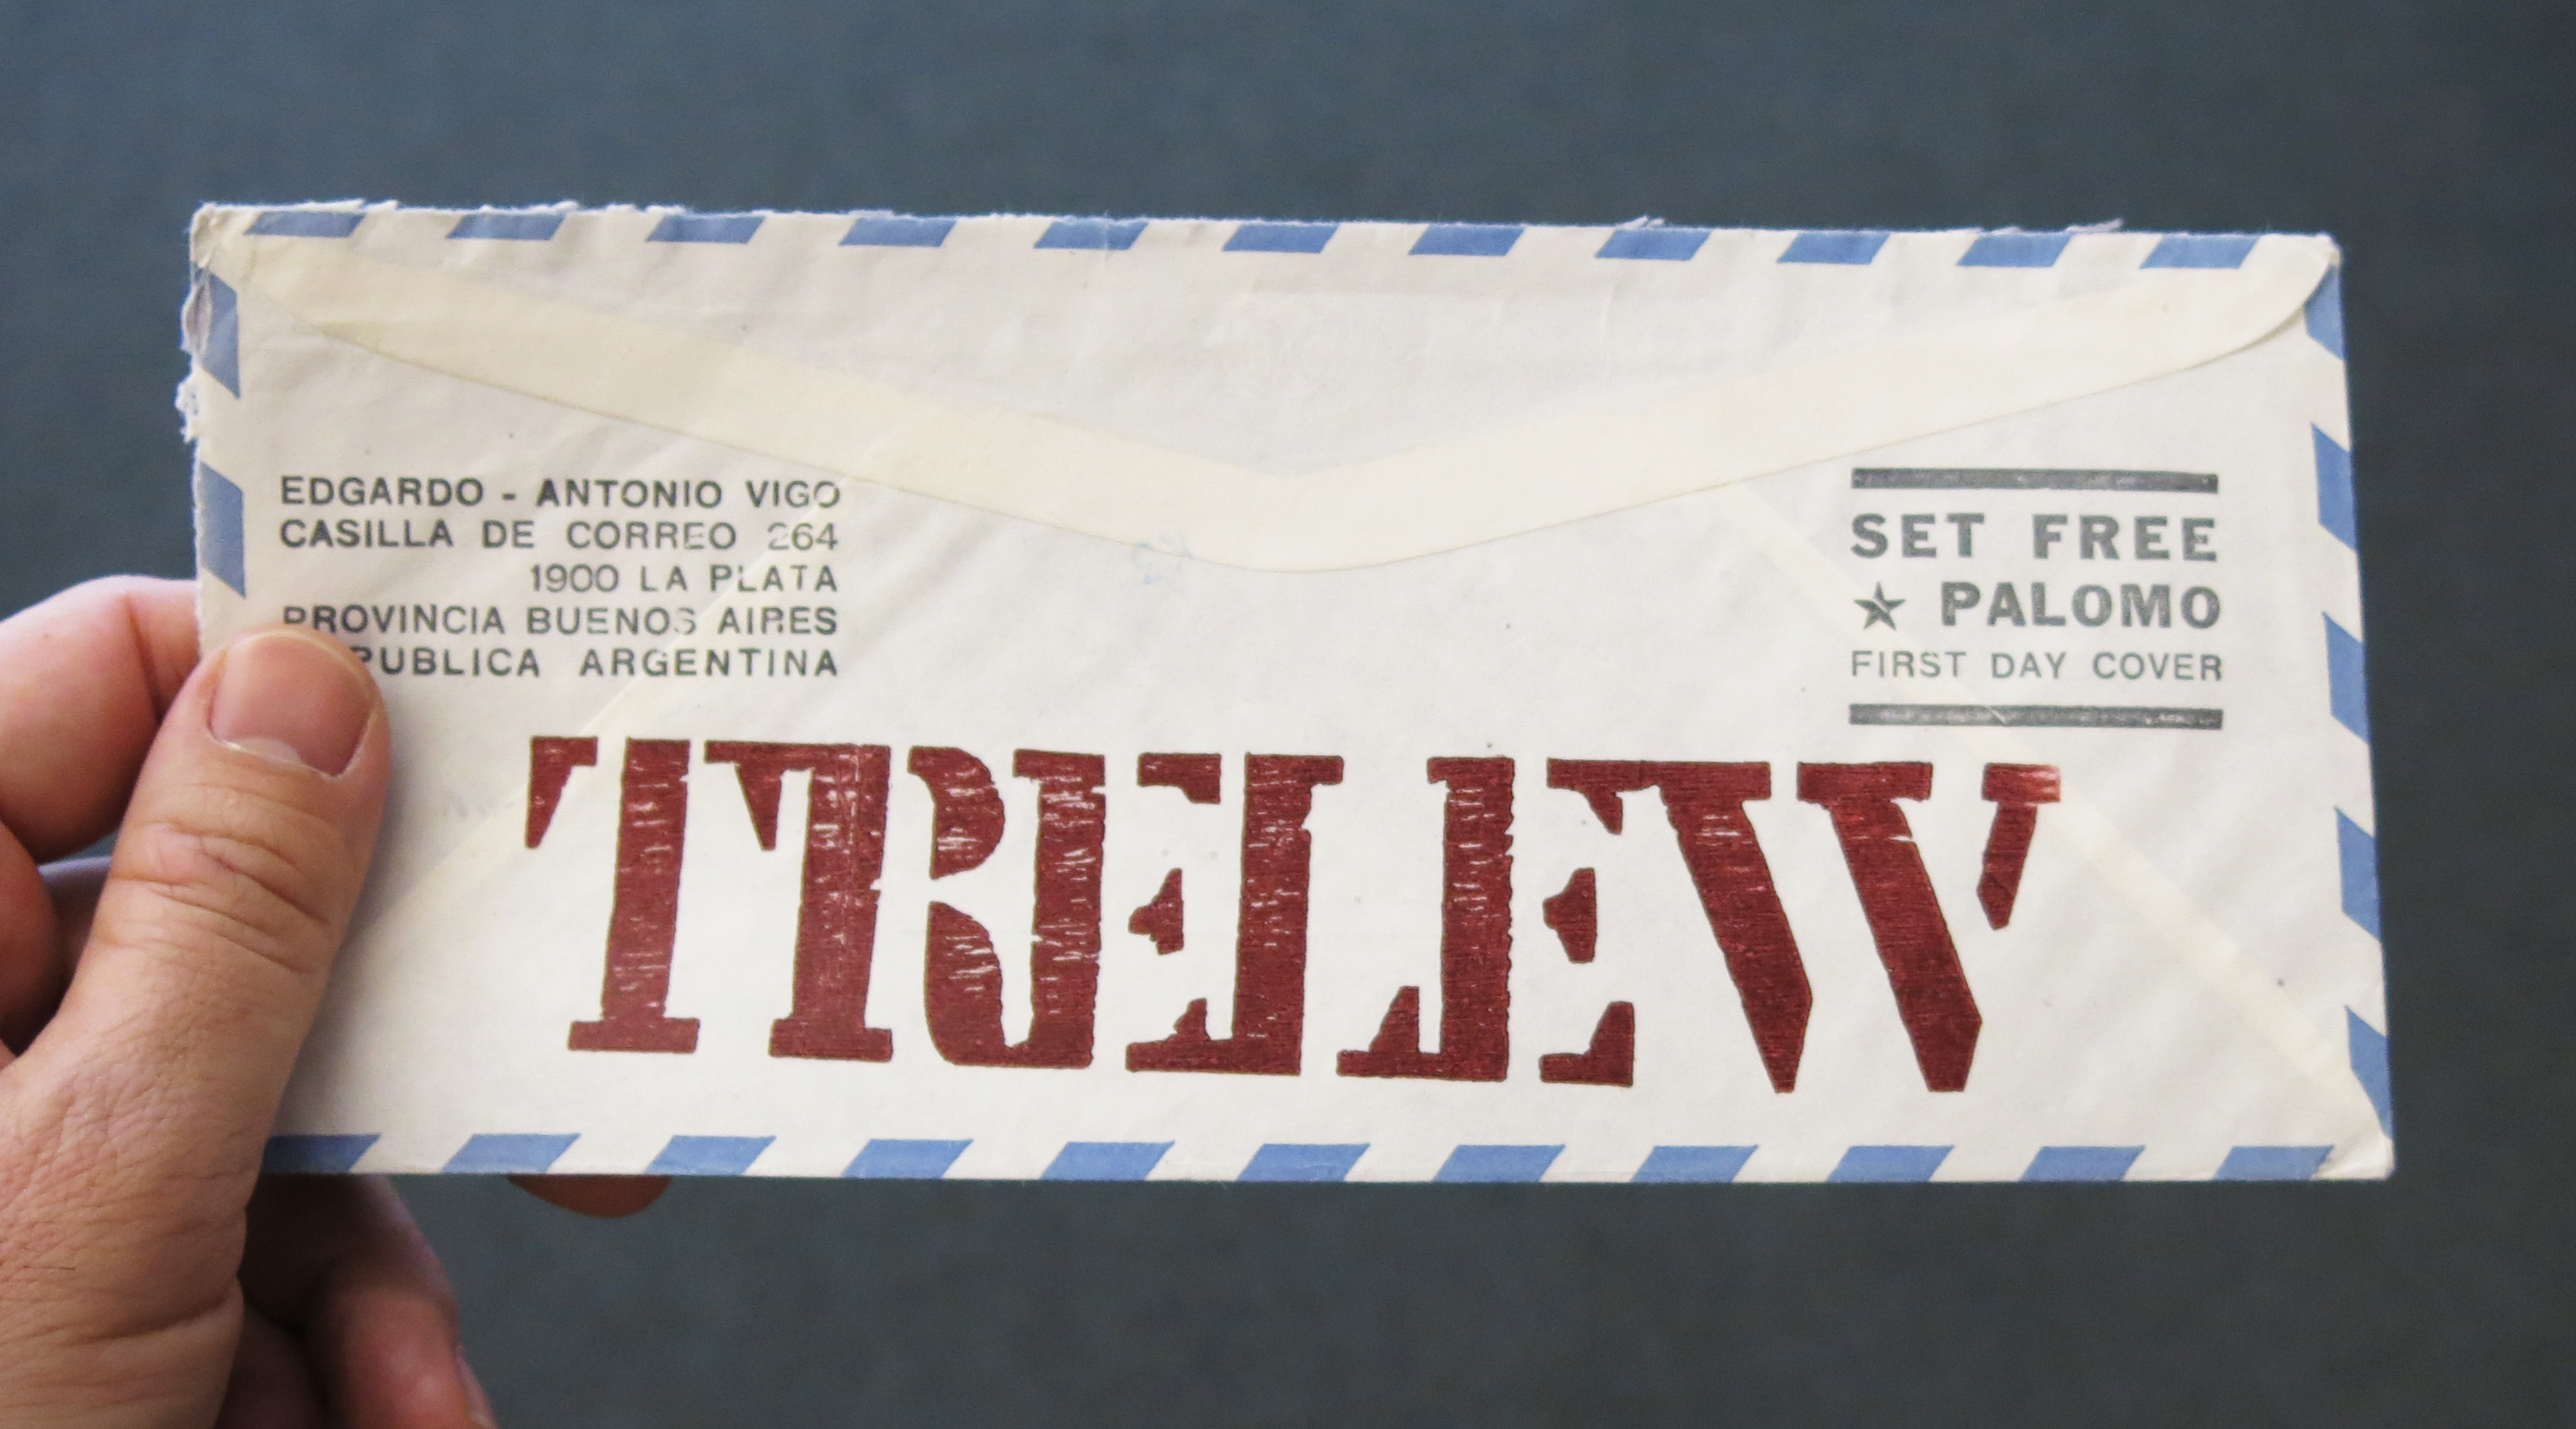 EDGARDO - ANTONIO VIGO
CASILLA DE CORREO 264
1900 LA PLATA
PROVINCIA BUENOS AIRES
PUBLICA ARGENTINA
SET FREE
★ PALOMO
FIRST DAY COVER
TRELEW